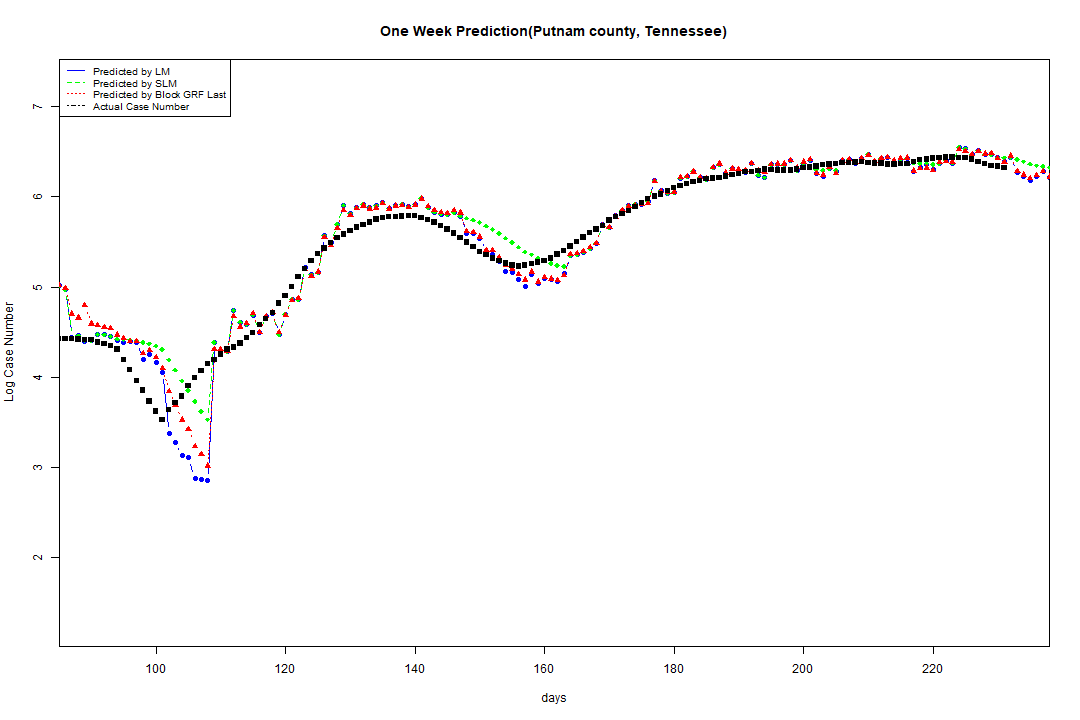 One Week Prediction(Putnam county, Tennessee)
Predicted by LM
Predicted by SLM
Predicted by Block GRF Last
Actual Case Number
7
6
5
4
3
2
Log Case Number
100 120 140 160 180 200 220
days